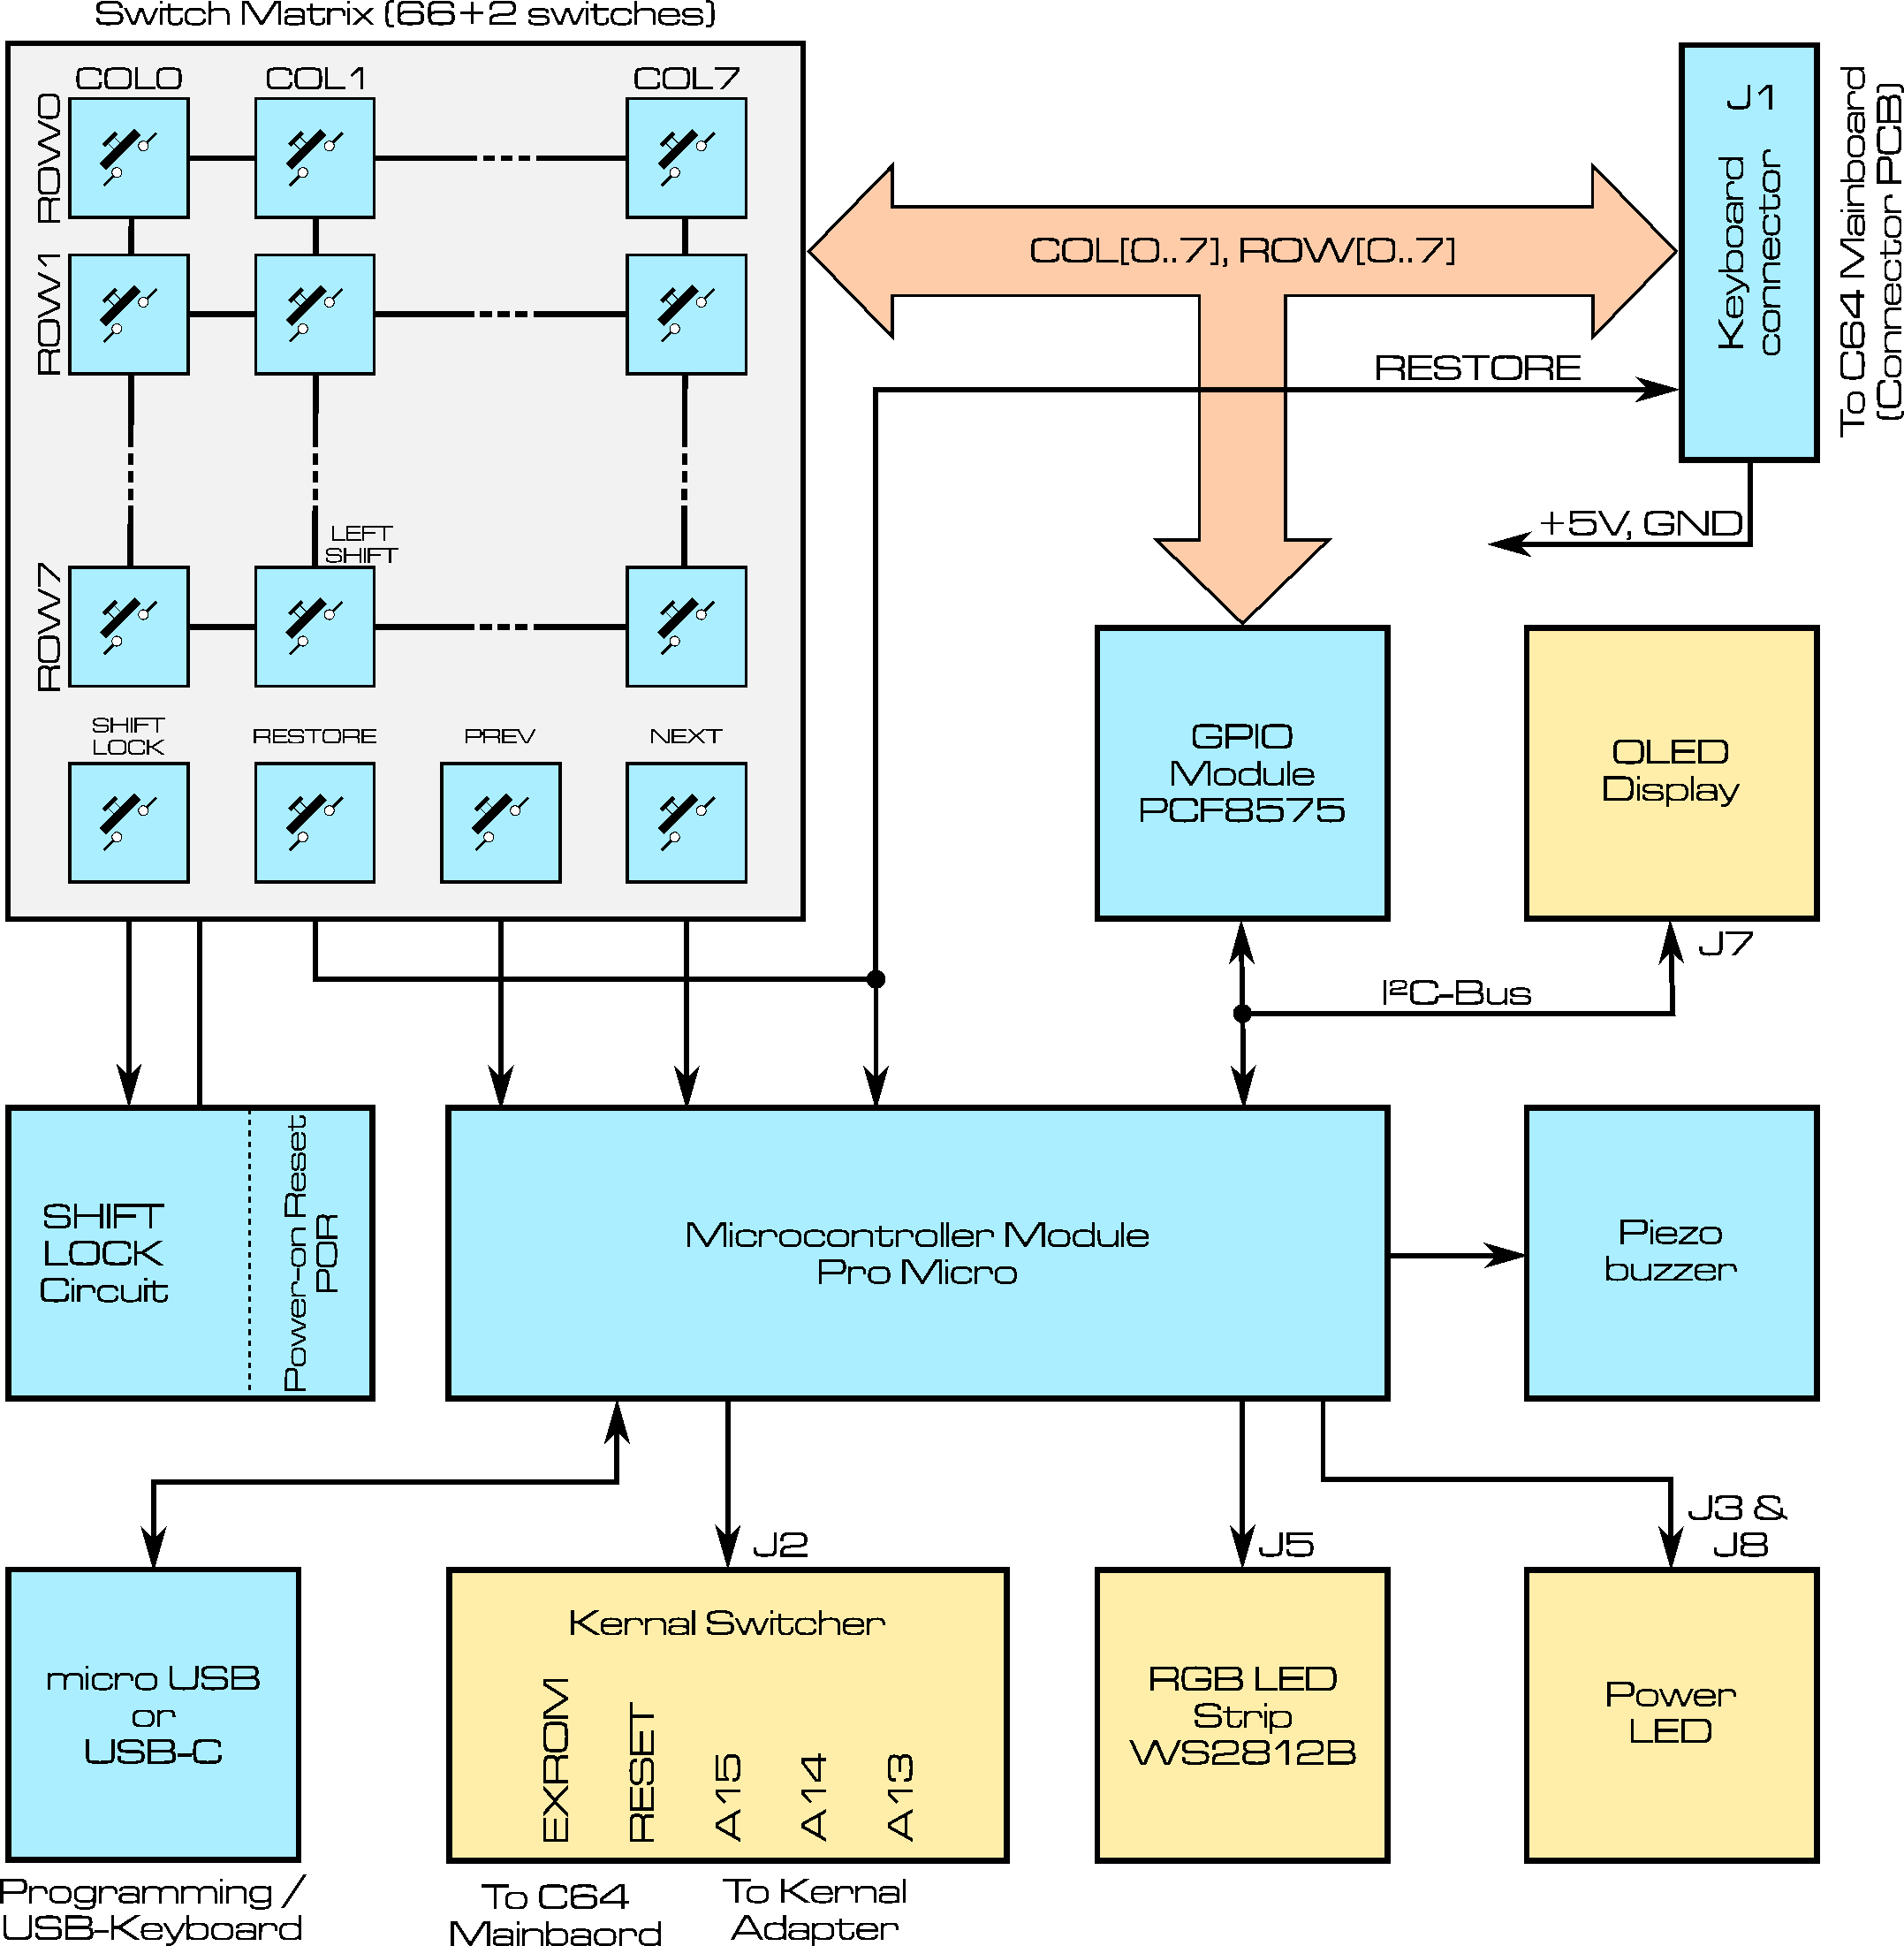 Switch Matrix (66+2 switches)
COL0
COL1
COL7
ROW0
ROW1
ROW7
LEFT
SHIFT
SHIFT
LOCK
RESTORE
PREV
NEXT
COL[0..7], ROW[0..7]
RESTORE
J1
Keyboard
connector
To C64 Mainboard
(Connector PCB)
+5V, GND
GPIO
Module
PCF8575
OLED
Display
J7
I²C-Bus
SHIFT
LOCK
Circuit
Power-on Reset
POR
Microcontroller Module
Pro Micro
Piezo
buzzer
J2
J5
J3 &
J8
micro USB
or
USB-C
Programming /
USB-Keyboard
Kernal Switcher
EXROM
RESET
A15
A14
A13
To C64
Mainbaord
To Kernal
Adapter
RGB LED
Strip
WS2812B
Power
LED